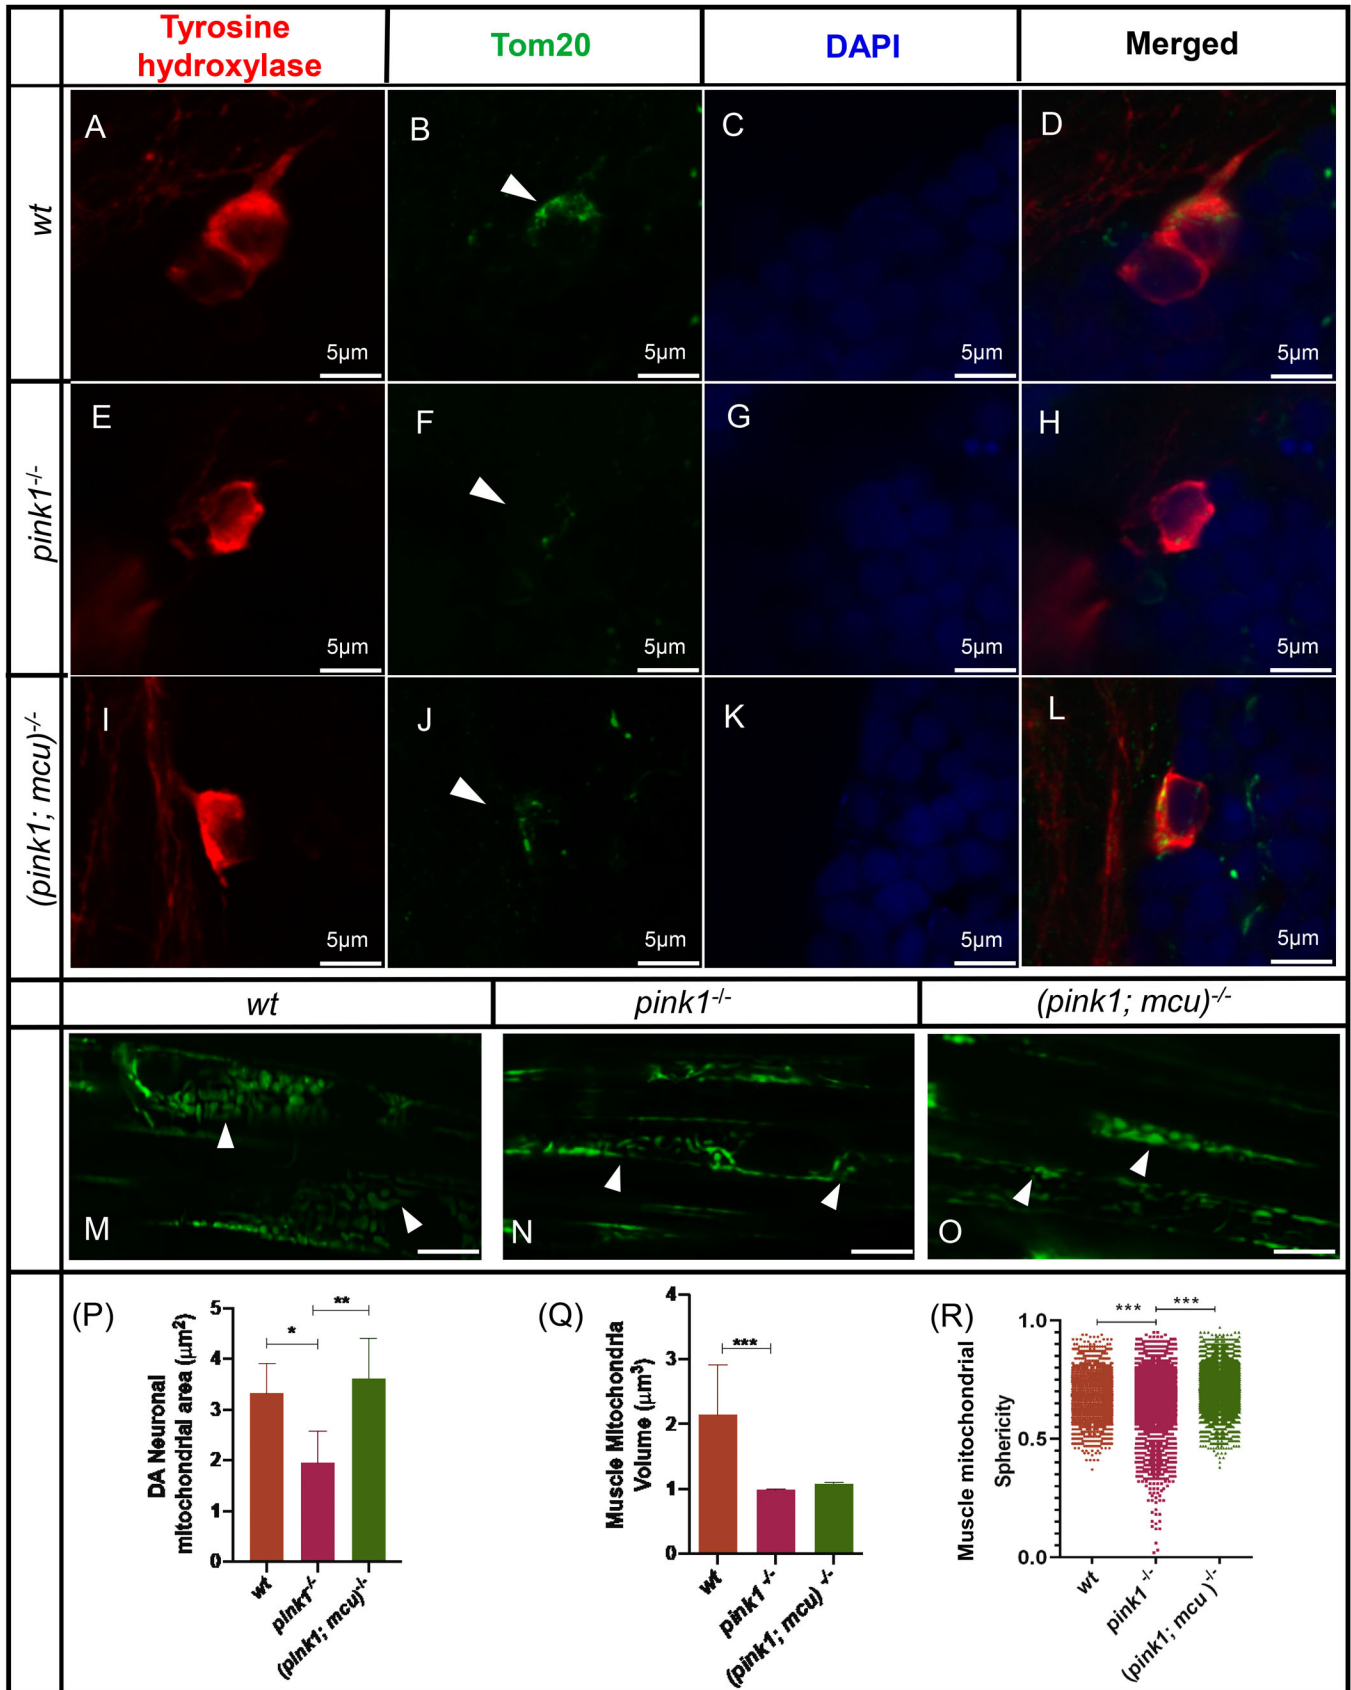 Tyrosine
hydroxylase
Tom20
DAPI
Merged
wt
A
5µm
B
5µm
C
5µm
D
5µm
pink1-/-
E
5µm
F
5µm
G
5µm
H
5µm
(pink1; mcu)-/-
I
5µm
J
5µm
K
5µm
L
5µm
wt
pink1-/-
(pink1; mcu)-/-
M
N
O
(P)
DA Neuronal
mitochondrial area (µm²)
5
4
3
2
1
0
*
**
wt
pink1-/-
(pink1; mcu)-/-
(Q)
Muscle Mitochondria
Volume (µm³)
4
3
2
1
0
***
wt
pink1 -/-
(pink1; mcu) -/-
(R)
Muscle mitochondrial
Sphericity
1.0
0.5
0.0
***
***
wt
pink1 -/-
(pink1; mcu )-/-